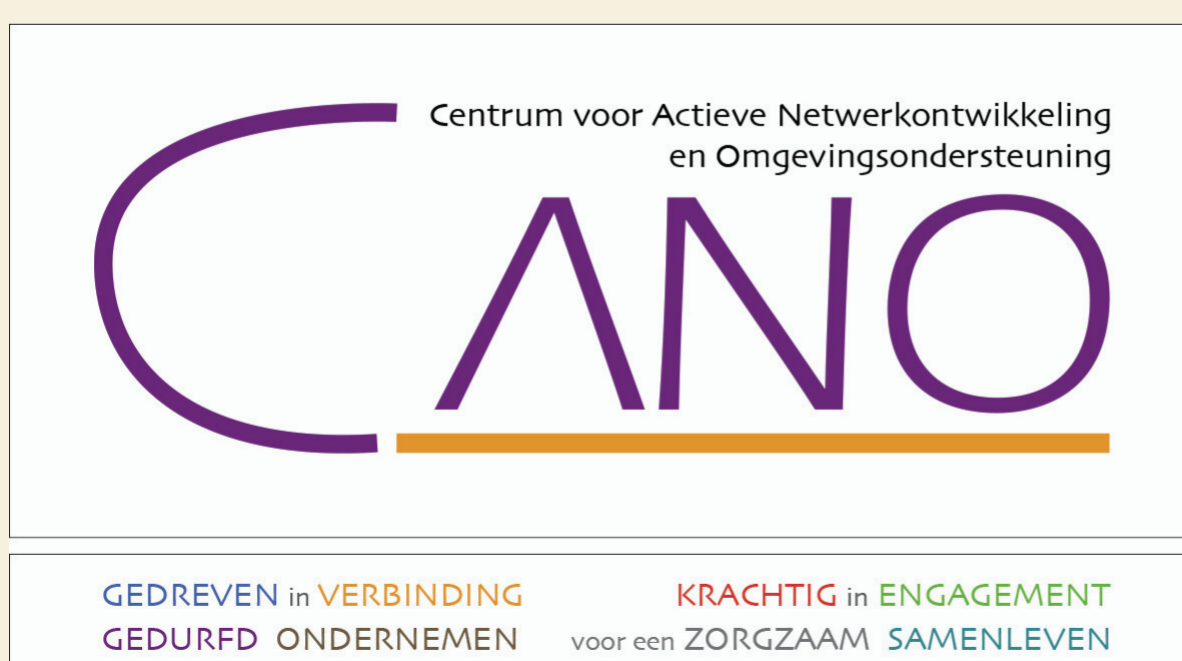 Centrum voor Actieve Netwerkontwikkeling
en Omgevingsondersteuning
CANO
GEDREVEN in VERBINDING KRACHTIG in ENGAGEMENT
GEDURFD ONDERNEMEN voor een ZORGZAAM SAMENLEVEN